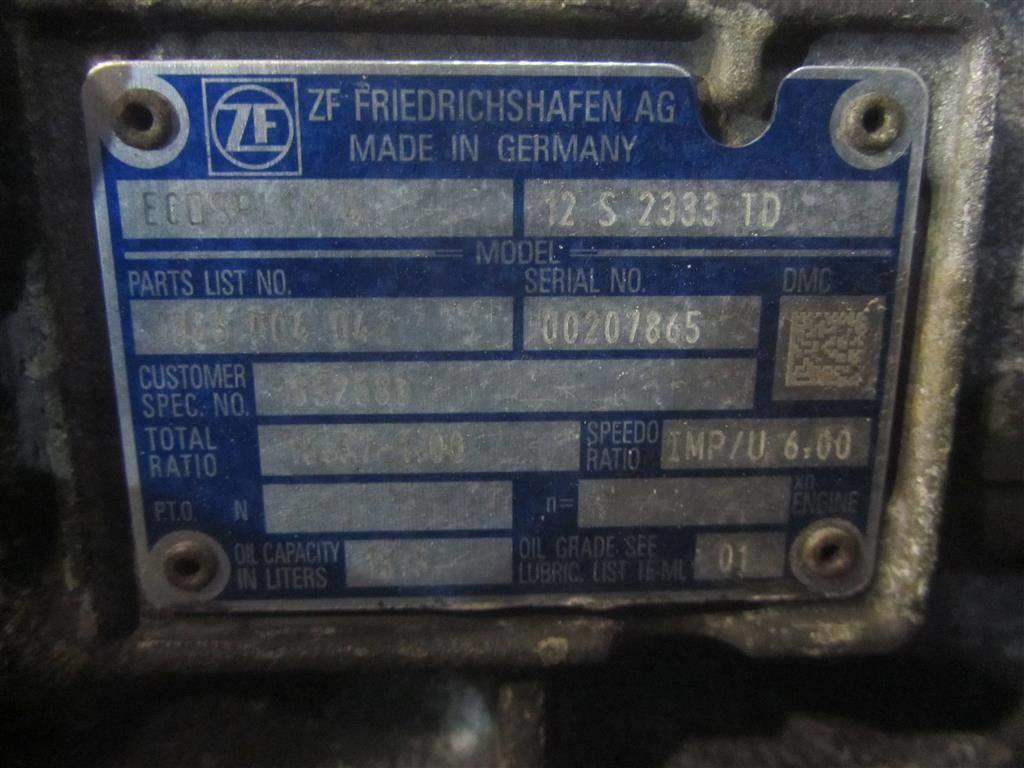 ZF
ZF FRIEDRICHSHAFEN AG
MADE IN GERMANY
12 S 2333 TD
MODEL
PARTS LIST NO.
SERIAL NO.
DMC
00207865
CUSTOMER
SPEC. NO.
TOTAL
RATIO
SPEEDO
RATIO
IMP/U 6.00
P.T.O. N
n=
XΠ
ENGINE
OIL CAPACITY
IN LITERS
OIL GRADE SEE
LUBRIC. LIST TE-ML
01